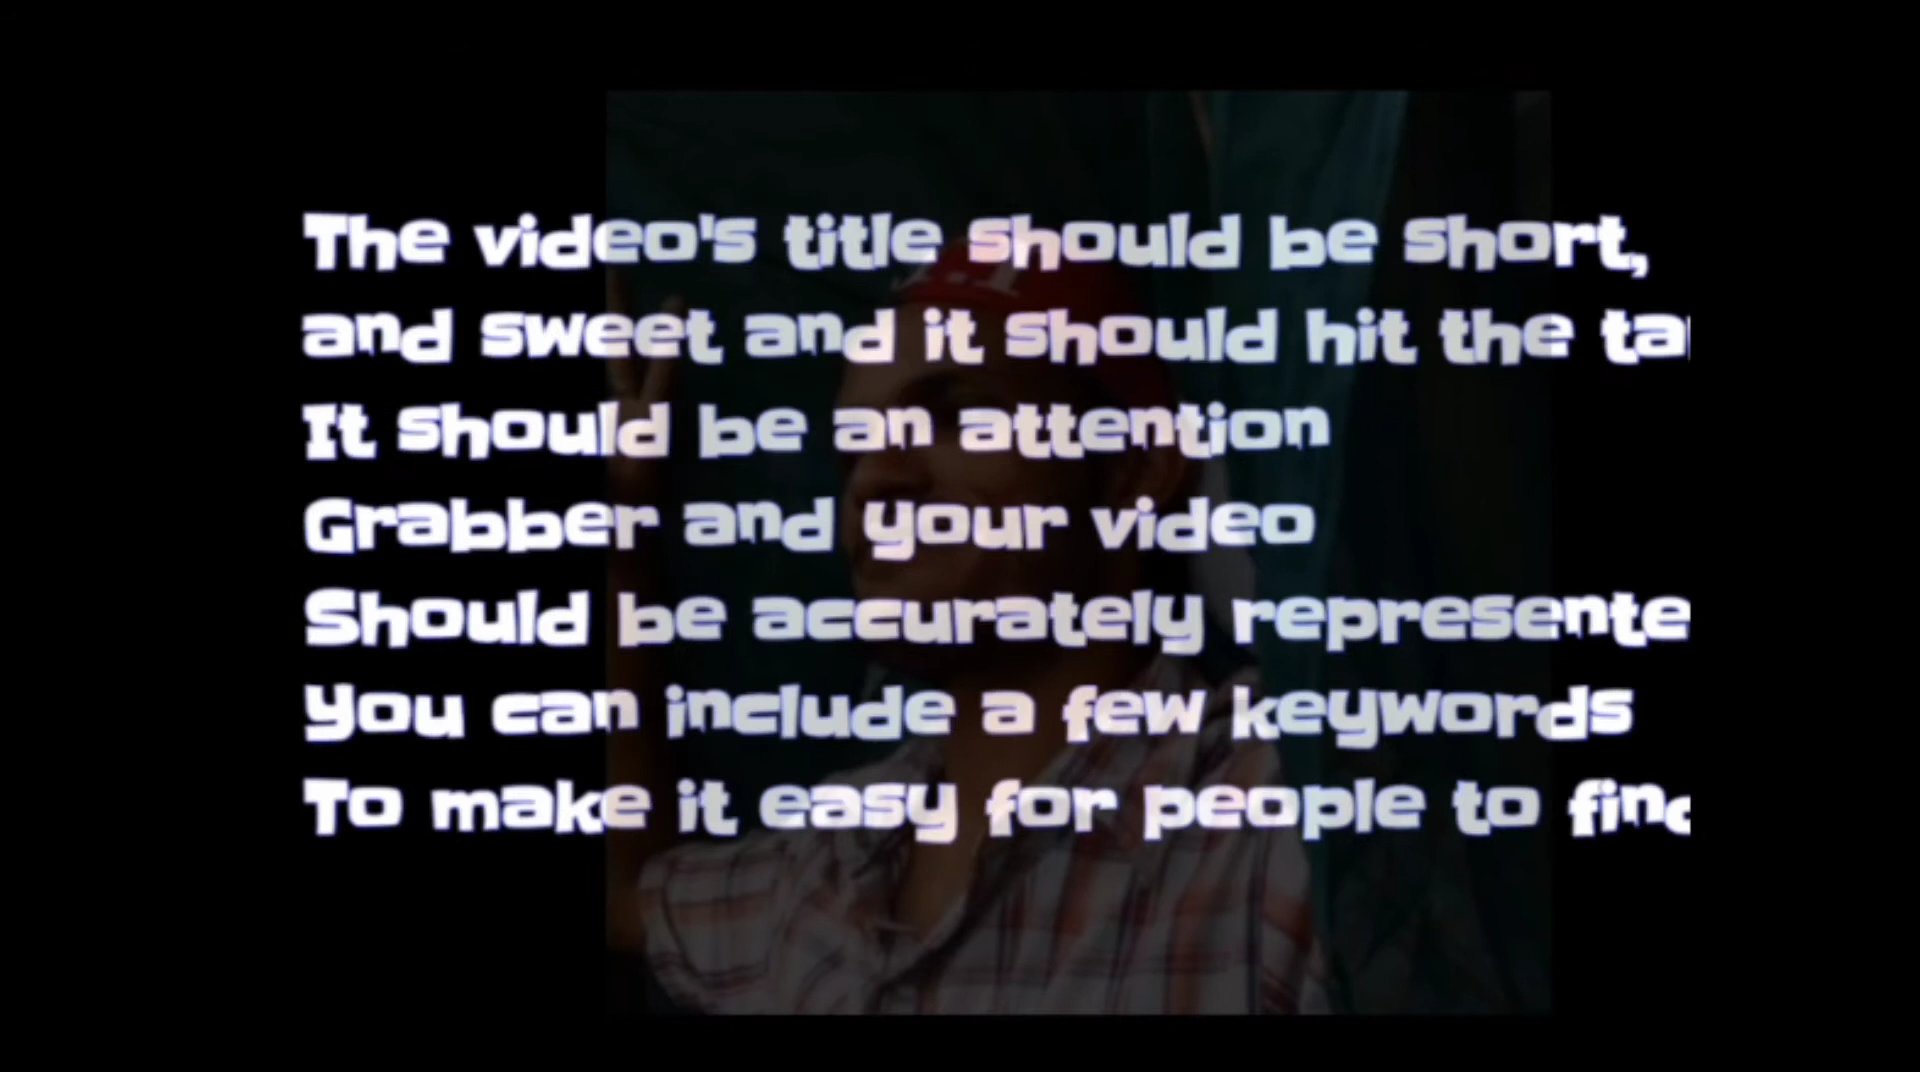 The video's title should be short,
and sweet and it should hit the
It should be an attention
Grabber and your video
Should be accurately represente
You can include a few keywords
To make it easy for people to